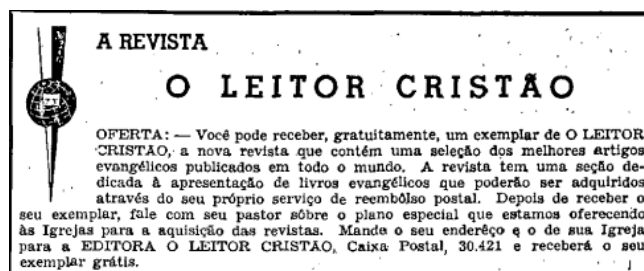 A REVISTA
O LEITOR CRISTÃO
OFERTA: — Você pode receber, gratuitamente, um exemplar de O LEITOR
CRISTÃO, a nova revista que contém uma seleção dos melhores artigos
evangélicos publicados em todo o mundo. A revista tem uma seção de-
dicada à apresentação de livros evangélicos que poderão ser adquiridos
através do seu próprio serviço de reembôlso postal. Depois de receber o
seu exemplar, fale com seu pastor sôbre o plano especial que estamos oferecendo
às Igrejas para a aquisição das revistas. Mande o seu enderêço e o de sua Igreja
para a EDITORA O LEITOR CRISTÃO, Caixa Postal, 30.421 e receberá o seu
exemplar grátis.